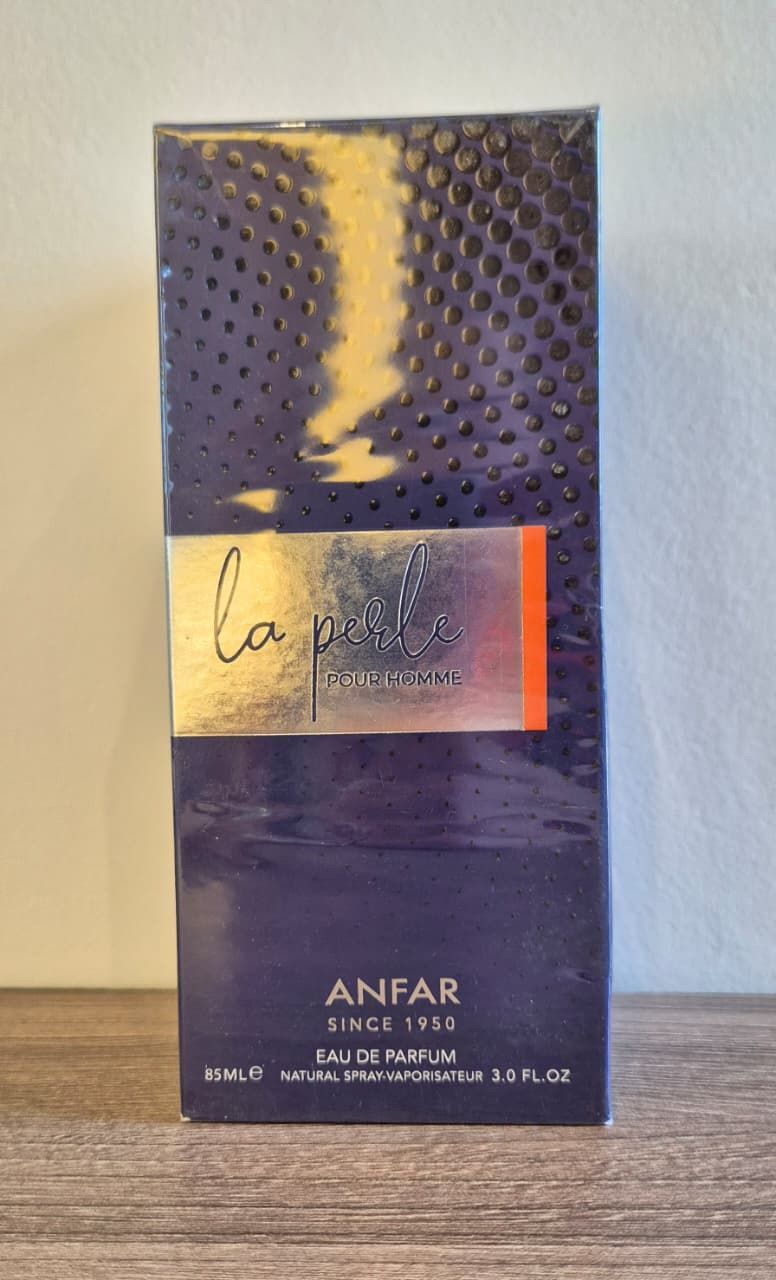 la perle
POUR HOMME
ANFAR
SINCE 1950
EAU DE PARFUM
85ML℮ NATURAL SPRAY-VAPORISATEUR 3.0 FL.OZ